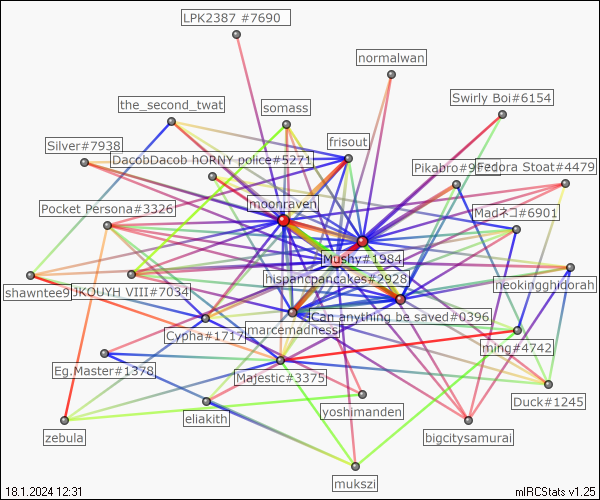 LPK2387 #7690
normalwan
Swirly Boi#6154
the_second_twat
somass
frisout
Silver#7938
DacobDacob hORNY police#5271
Fedora Stoat#4479
Pocket Persona#3326
noonraven
Madネコ#6901
Mushy#1984
hispancpancakes#2928
neokingghidorah
shawntee9
JKOUYH VIII#7034
Can anything be saved#0396
marcemadness
Cypha#1717
ming#4742
Eg.Master#1378
Majestic#3375
Duck#1245
eliakith
yoshimanden
zebula
bigcitysamurai
mukszi
18.1.2024 12:31
mIRCStats v1.25